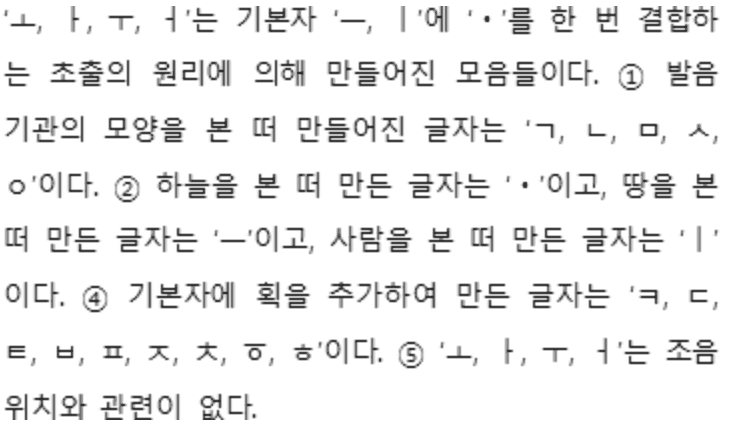 ‘ㅗ, ㅏ, ㅜ, ㅓ’는 기본자 ‘ㅡ, ㅣ’에 ‘•’를 한 번 결합하
는 초출의 원리에 의해 만들어진 모음들이다. ① 발음
기관의 모양을 본 떠 만들어진 글자는 ‘ㄱ, ㄴ, ㅁ, ㅅ,
ㅇ’이다. ② 하늘을 본 떠 만든 글자는 ‘•’이고, 땅을 본
떠 만든 글자는 ‘ㅡ’이고, 사람을 본 떠 만든 글자는 ‘ㅣ’
이다. ④ 기본자에 획을 추가하여 만든 글자는 ‘ㅋ, ㄷ,
ㅌ, ㅂ, ㅍ, ㅈ, ㅊ, ㆆ, ㅎ’이다. ⑤ ‘ㅗ, ㅏ, ㅜ, ㅓ’는 조음
위치와 관련이 없다.